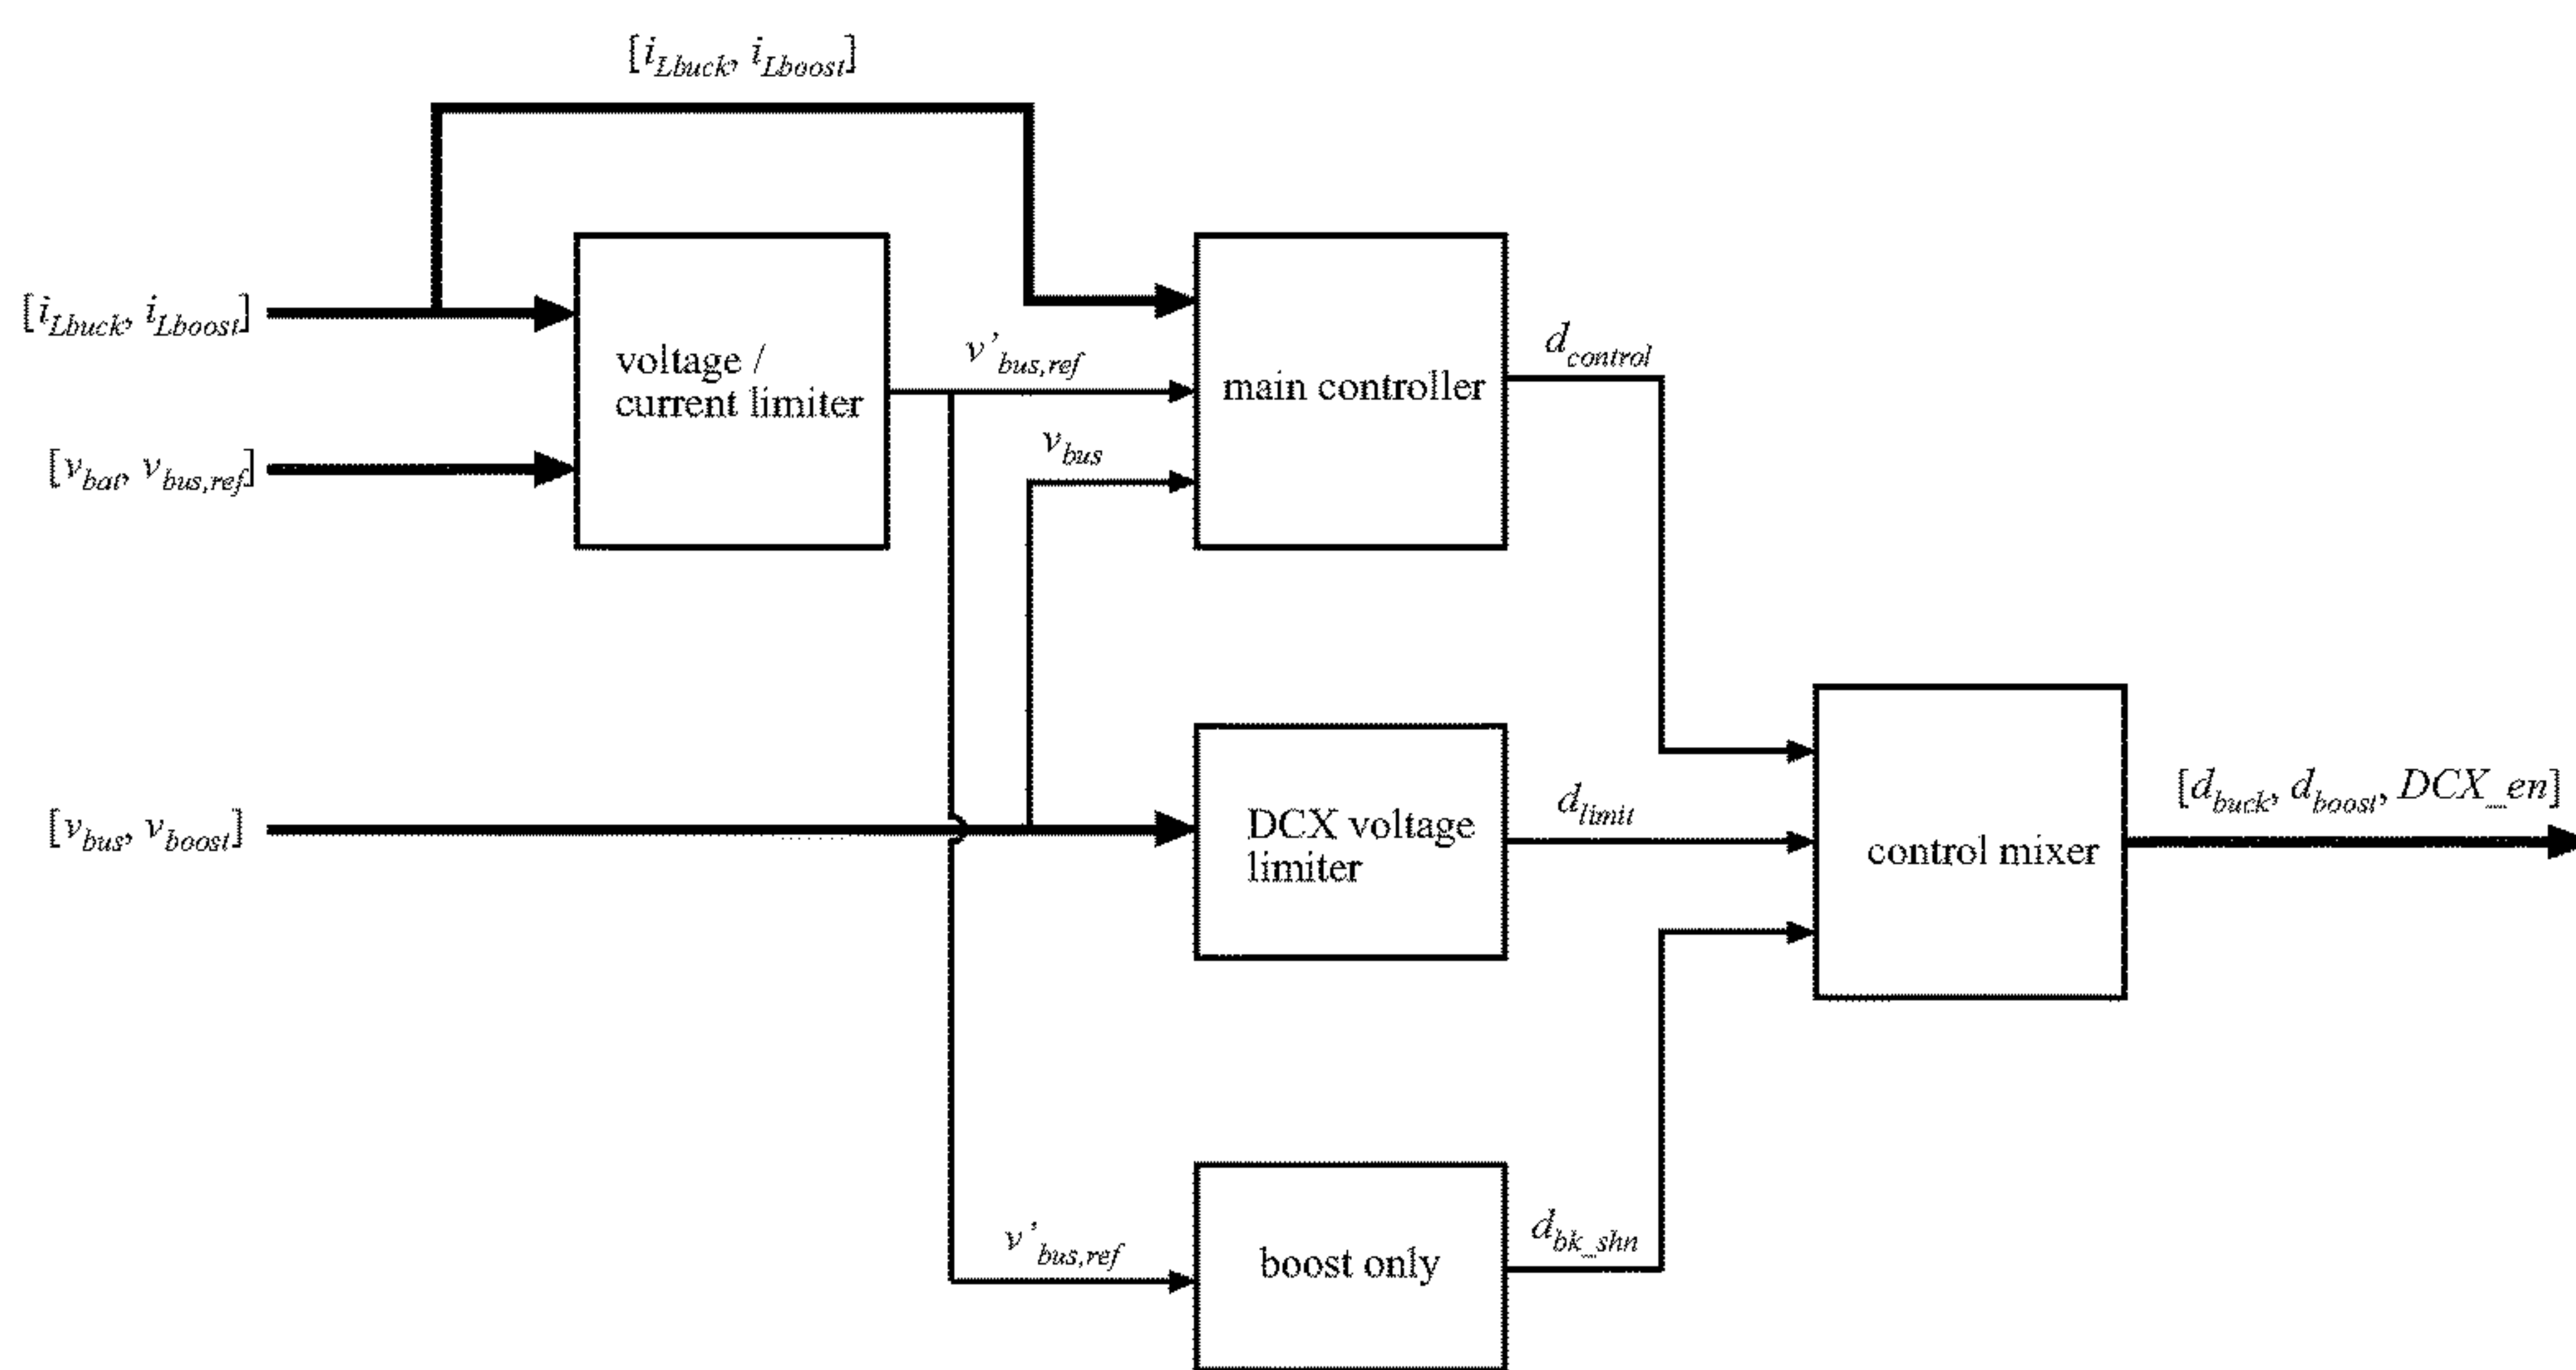 [i_Lbuck, i_Lboost]
[i_Lbuck, i_Lboost]
voltage /
current limiter
v'_bus,ref
main controller
d_control
[v_bat, v_bus,ref]
v_bus
[v_bus, v_boost]
DCX voltage
limiter
d_limit
control mixer
[d_buck, d_boost, DCX_en]
v'_bus,ref
boost only
d_bk_shn